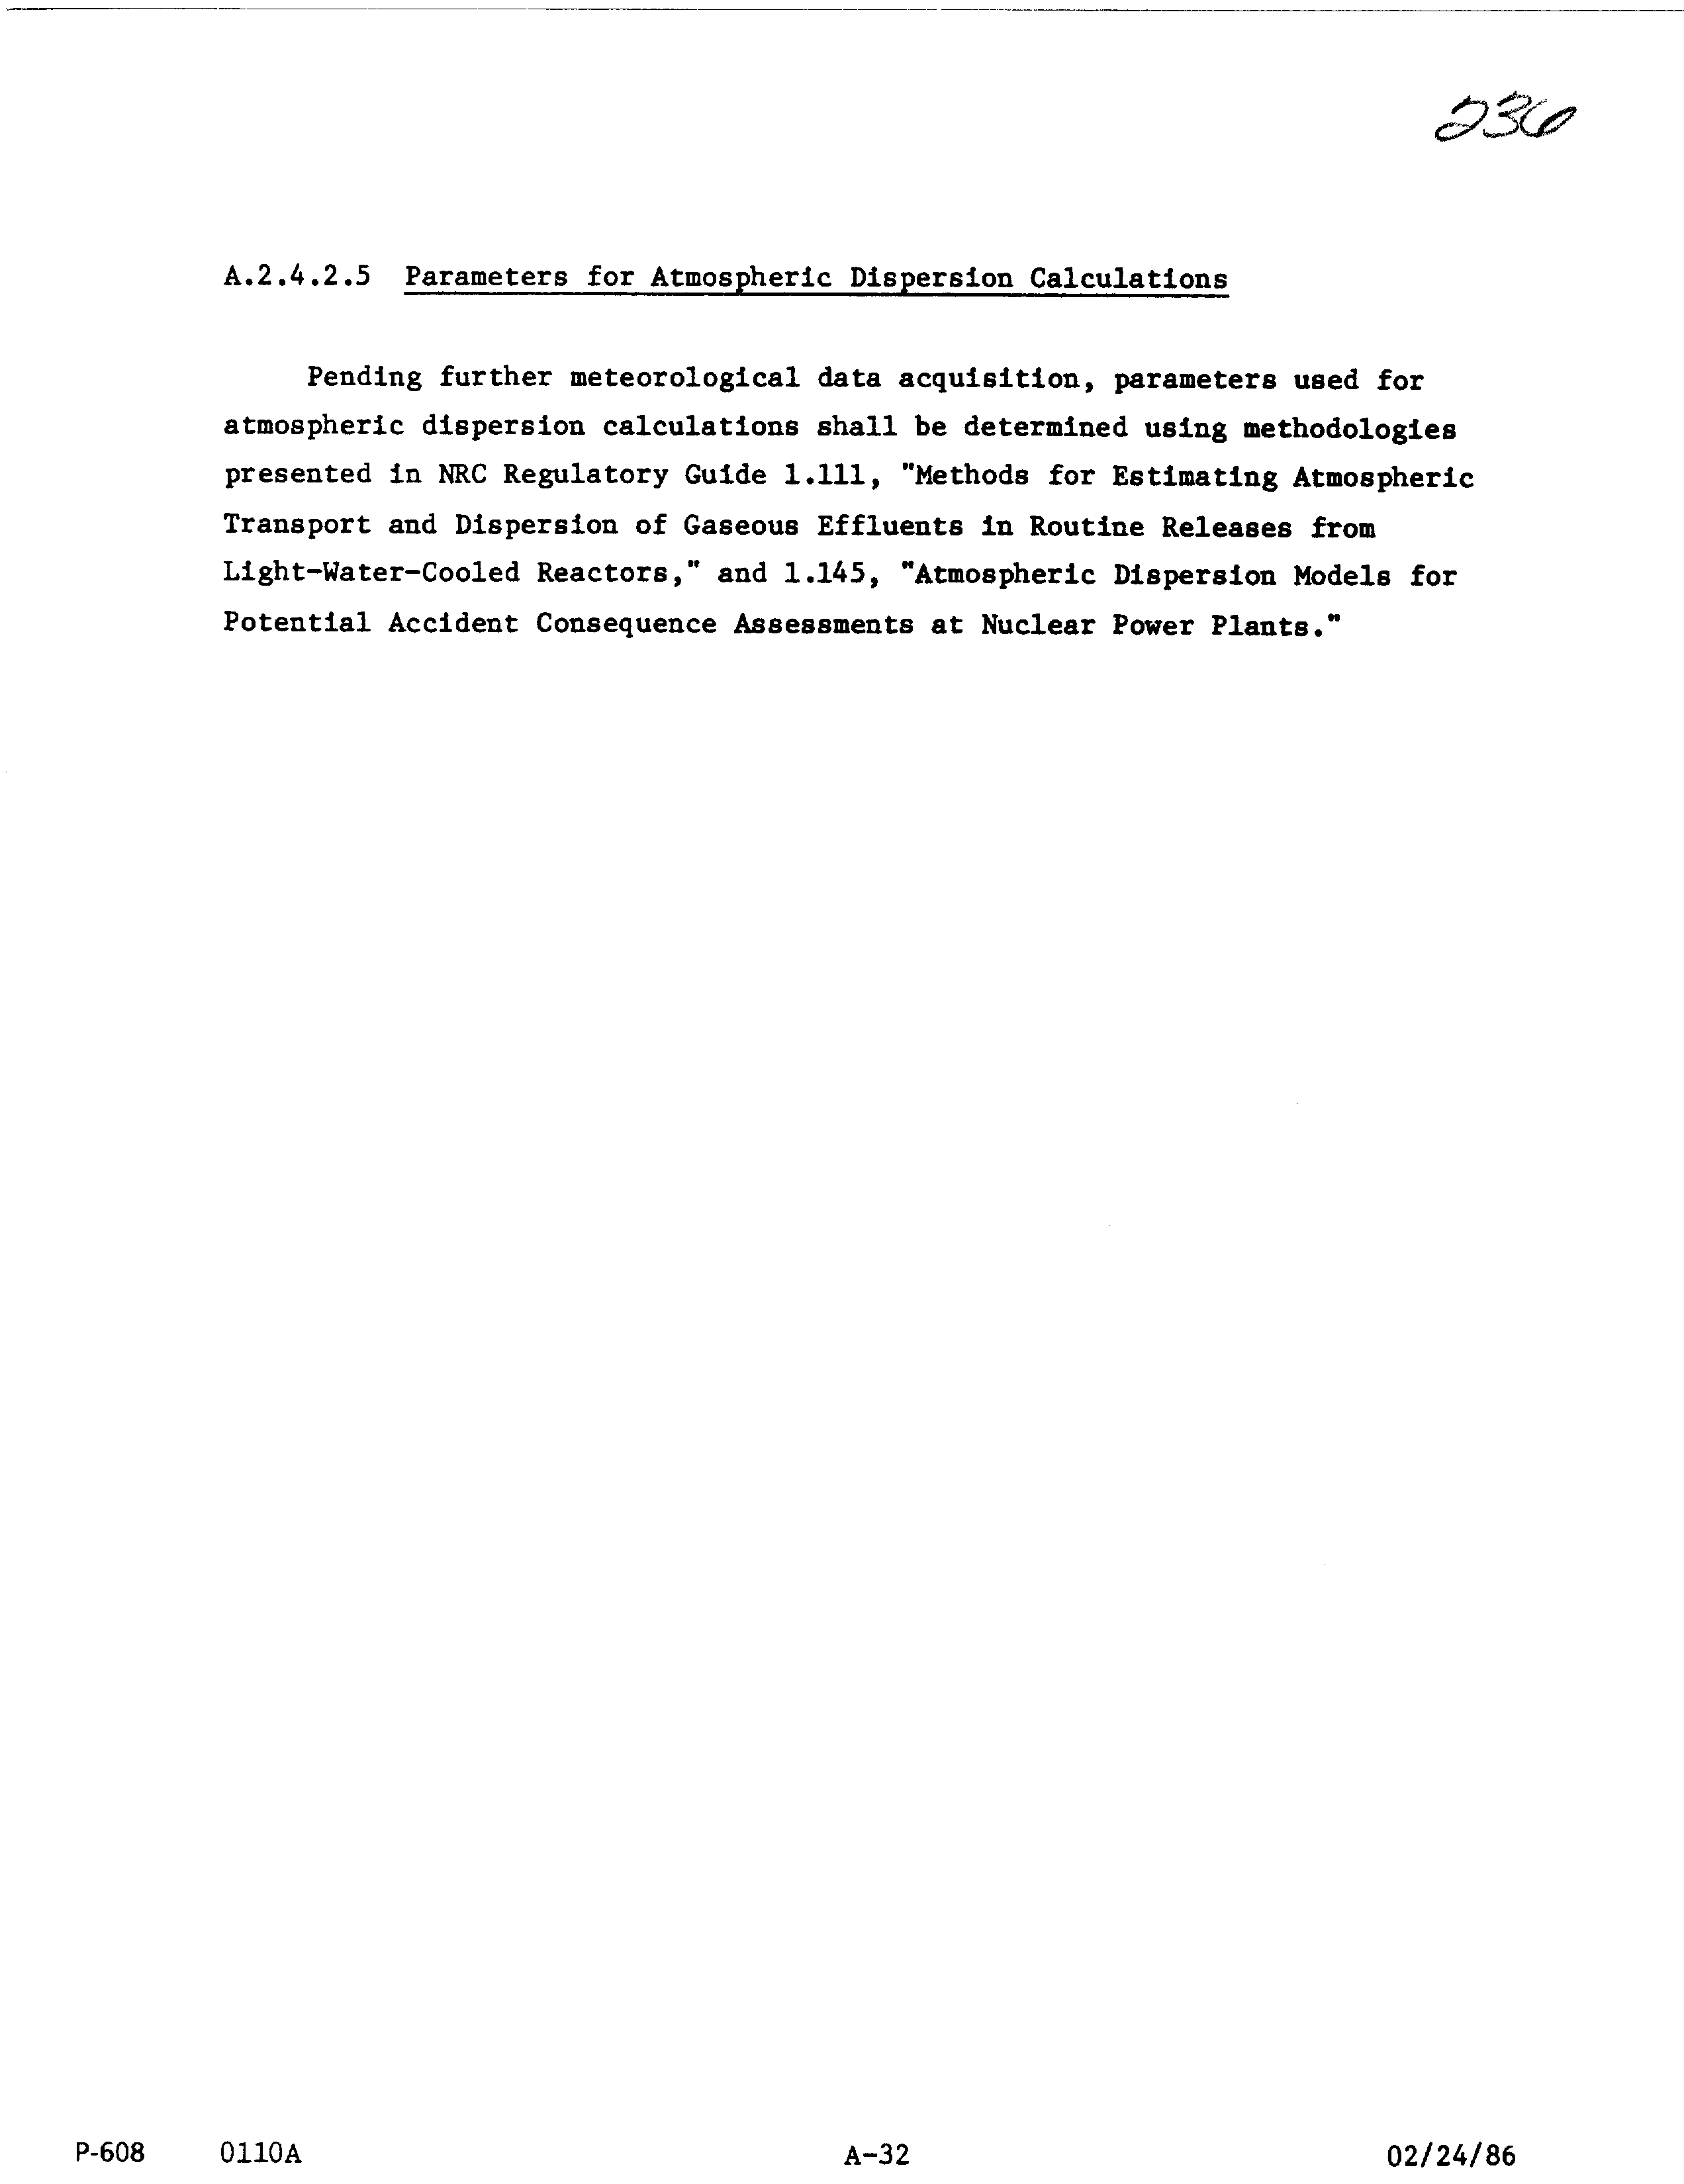 236
A.2.4.2.5 Parameters for Atmospheric Dispersion Calculations
Pending further meteorological data acquisition, parameters used for
atmospheric dispersion calculations shall be determined using methodologies
presented in NRC Regulatory Guide 1.111, "Methods for Estimating Atmospheric
Transport and Dispersion of Gaseous Effluents in Routine Releases from
Light-Water-Cooled Reactors," and 1.145, "Atmospheric Dispersion Models for
Potential Accident Consequence Assessments at Nuclear Power Plants."
P-608 0110A A-32 02/24/86